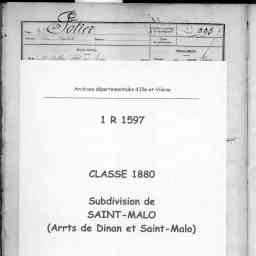 Potier
Archives départementales d'Ille et Vilaine
1 R 1597
CLASSE 1880
Subdivision de
SAINT-MALO
(Arrts de Dinan et Saint-Malo)